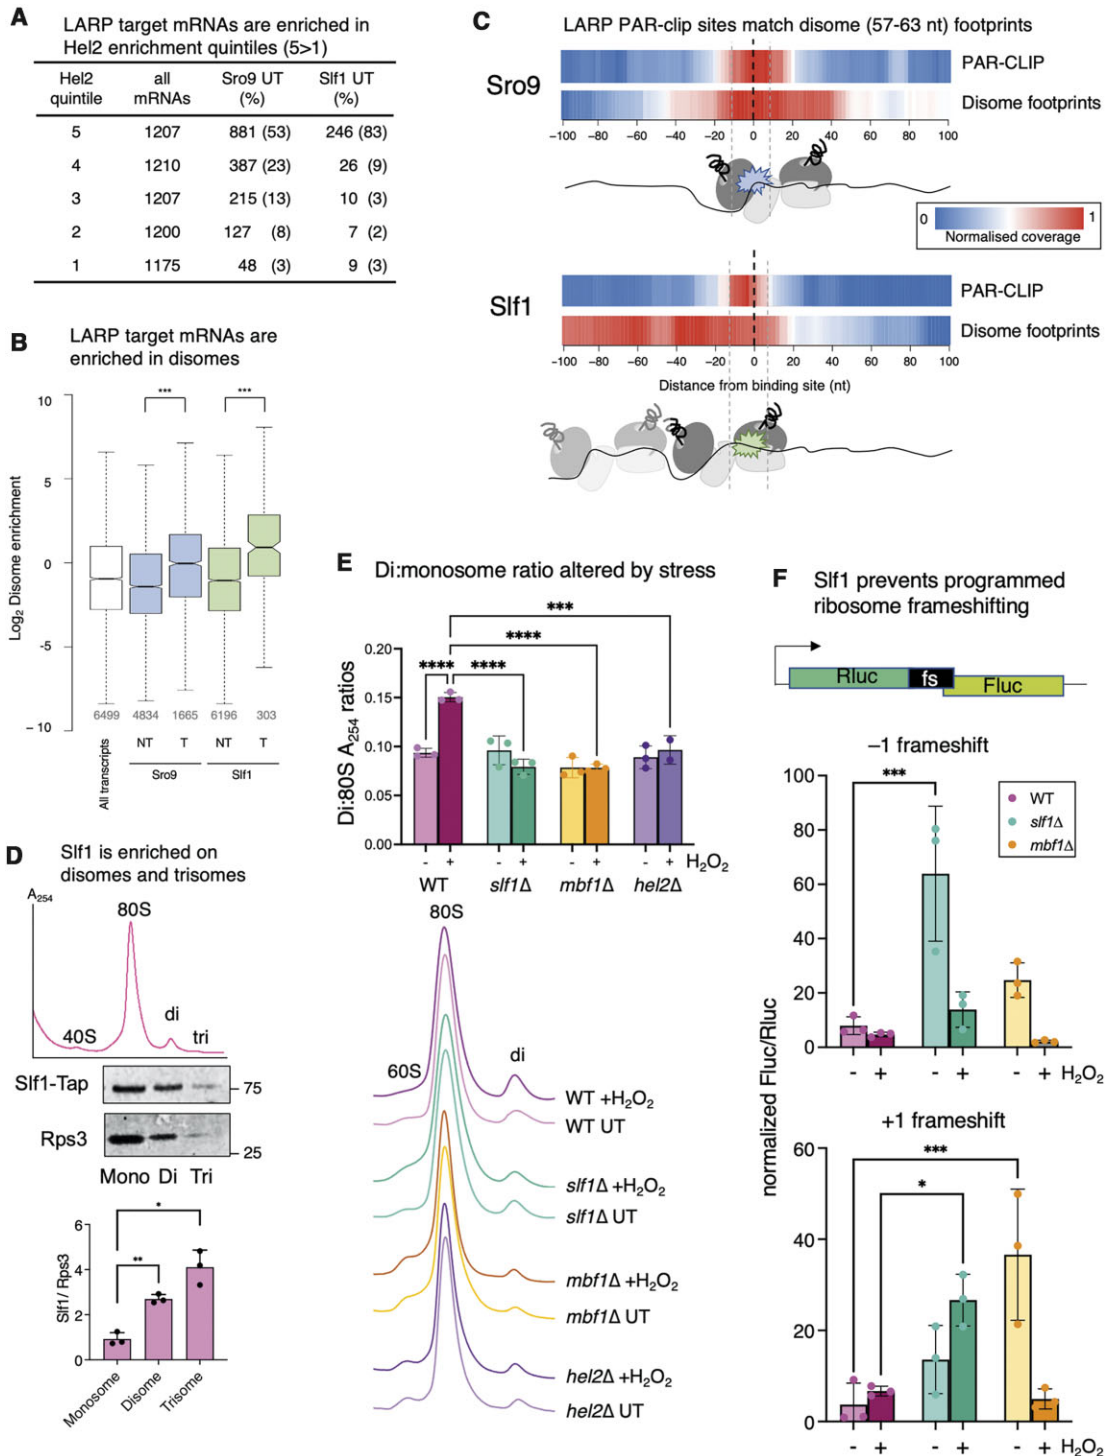 A
LARP target mRNAs are enriched in
Hel2 enrichment quintiles (5>1)
Hel2 quintile all mRNAs Sro9 UT (%) Slf1 UT (%)
5 1207 881 (53) 246 (83)
4 1210 387 (23) 26 (9)
3 1207 215 (13) 10 (3)
2 1200 127 (8) 7 (2)
1 1175 48 (3) 9 (3)
B
LARP target mRNAs are
enriched in disomes
***
***
Log2 Disome enrichment
10
5
0
-5
-10
6499 4834 1665 6196 303
All transcripts
NT T NT T
Sro9 Slf1
C
LARP PAR-clip sites match disome (57-63 nt) footprints
Sro9
PAR-CLIP
Disome footprints
-100 -80 -60 -40 -20 0 20 40 60 80 100
0 1
Normalised coverage
Slf1
PAR-CLIP
Disome footprints
-100 -80 -60 -40 -20 0 20 40 60 80 100
Distance from binding site (nt)
D
Slf1 is enriched on
disomes and trisomes
A254
80S
40S
di
tri
Slf1-Tap
75
Rps3
25
Mono Di Tri
*
**
Slf1/ Rps3
6
4
2
0
Monosome
Disome
Trisome
E
Di:monosome ratio altered by stress
***
****
**** ****
Di:80S A254 ratios
0.20
0.15
0.10
0.05
0.00
- + - + - + - + H2O2
WT slf1Δ mbf1Δ hel2Δ
80S
60S
di
WT +H2O2
WT UT
slf1Δ +H2O2
slf1Δ UT
mbf1Δ +H2O2
mbf1Δ UT
hel2Δ +H2O2
hel2Δ UT
F
Slf1 prevents programmed
ribosome frameshifting
Rluc fs Fluc
–1 frameshift
***
WT
slf1Δ
mbf1Δ
100
80
60
40
20
0
- + - + - + H2O2
normalized Fluc/Rluc
+1 frameshift
***
*
60
40
20
0
- + - + - + H2O2